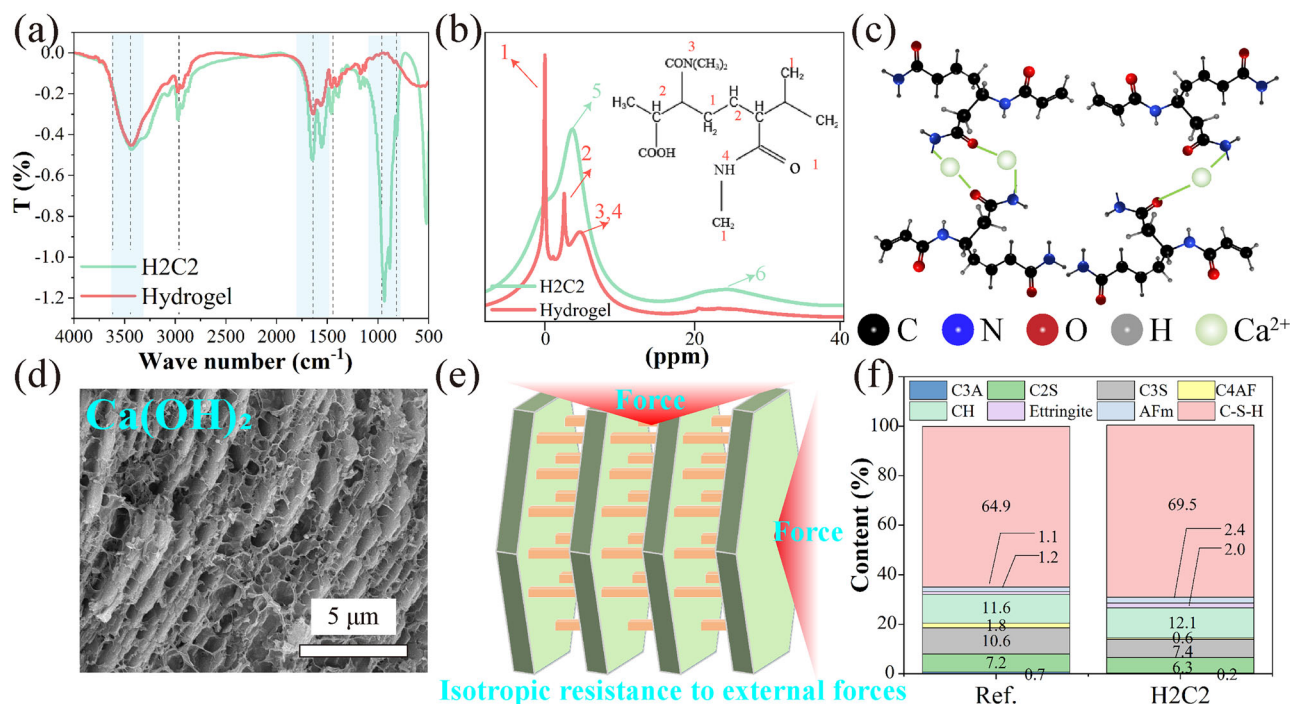 (a)
T (%)
0.0
-0.2
-0.4
-0.6
-0.8
-1.0
-1.2
H2C2
Hydrogel
4000 3500 3000 2500 2000 1500 1000 500
Wave number (cm⁻¹)
(b)
1
2
3,4
5
6
3
CON(CH₃)₂
2
H
H₃C
C
COOH
1
C
H₂
H
C
2
1
CH₂
CH₂
4
NH
O
1
CH₂
1
H2C2
Hydrogel
0 20 40
(ppm)
(c)
C N O H Ca²⁺
(d)
Ca(OH)₂
5 μm
(e)
Force
Force
Isotropic resistance to external forces
(f)
C3A C2S C3S C4AF
CH Ettringite AFm C-S-H
Content (%)
100
80
60
40
20
0
64.9
1.1
1.2
11.6
1.8
10.6
7.2
0.7
69.5
2.4
2.0
12.1
0.6
7.4
6.3
0.2
Ref. H2C2